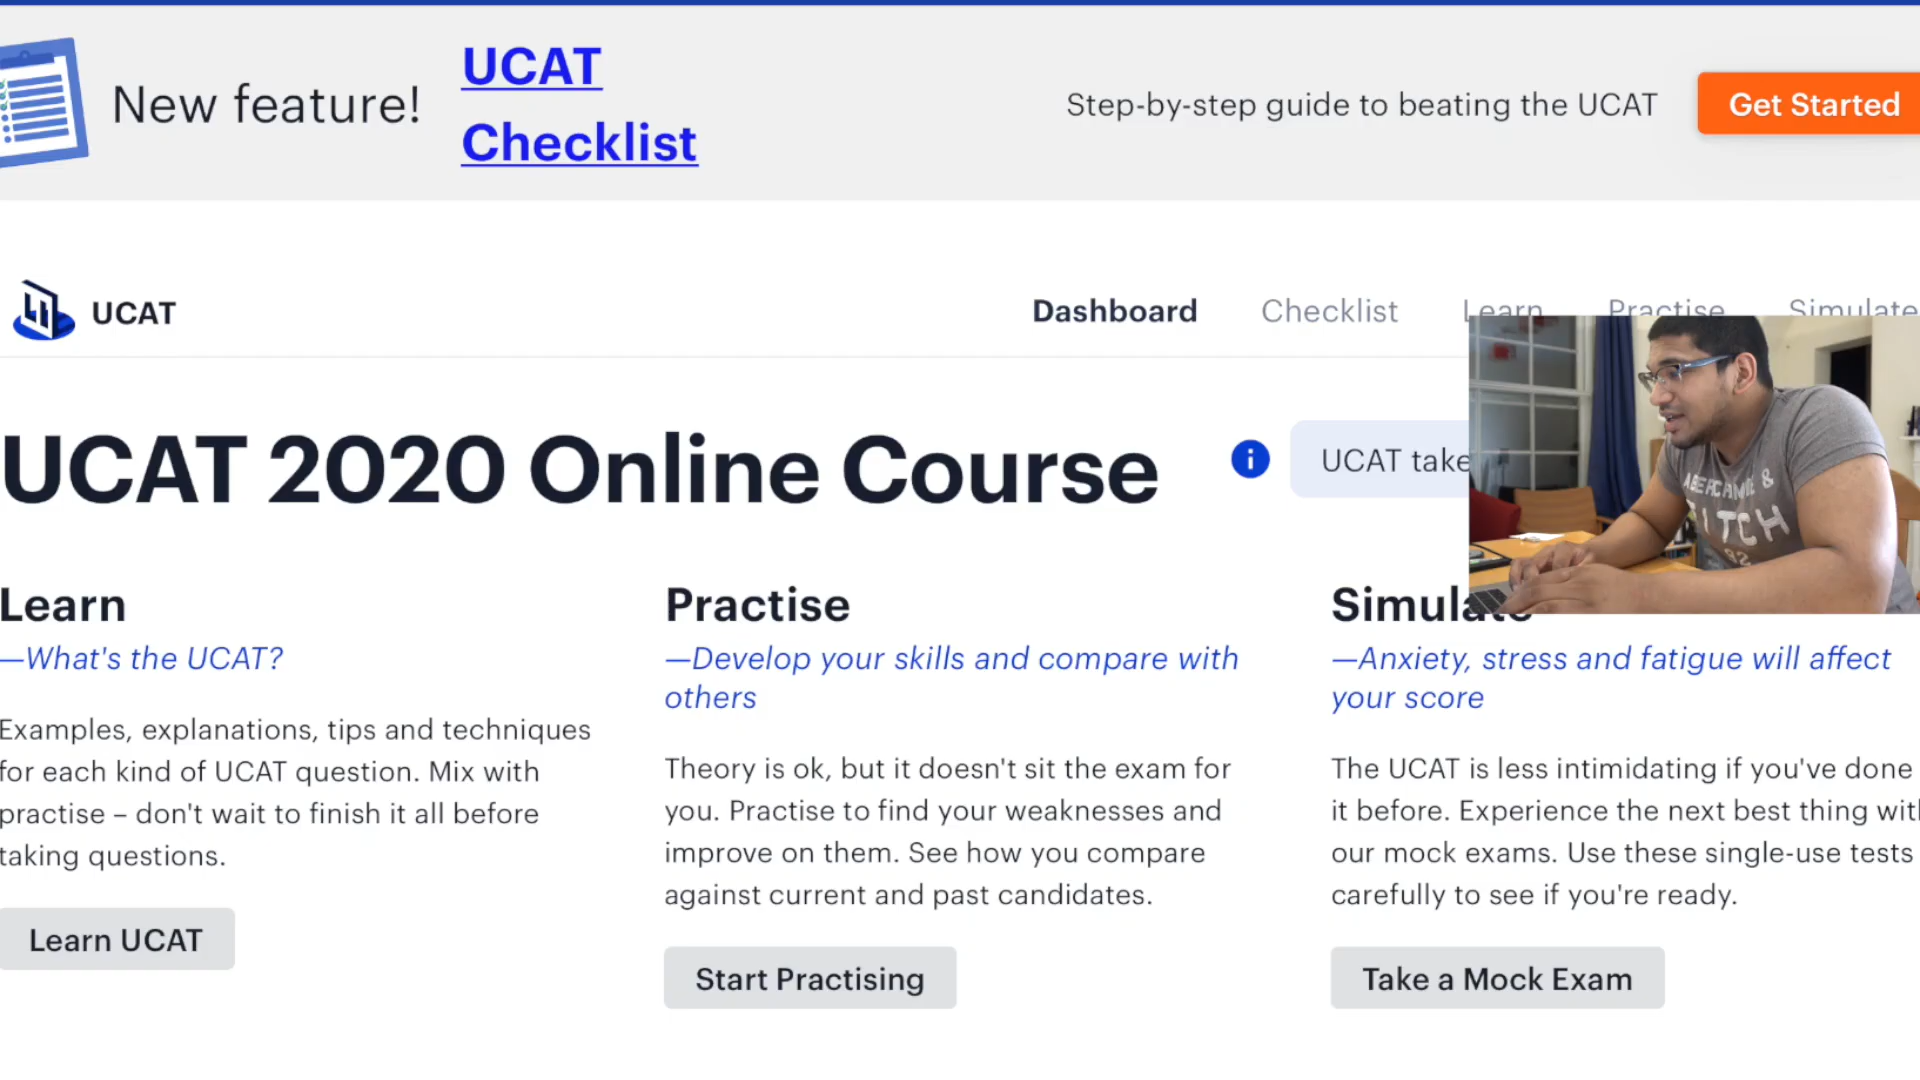 New feature!
UCAT
Checklist
Step-by-step guide to beating the UCAT
Get Started
UCAT
Dashboard
Checklist
Learn
Practise
Simulate
UCAT 2020 Online Course
UCAT take
Learn
—What's the UCAT?
Examples, explanations, tips and techniques
for each kind of UCAT question. Mix with
practise – don't wait to finish it all before
taking questions.
Learn UCAT
Practise
—Develop your skills and compare with
others
Theory is ok, but it doesn't sit the exam for
you. Practise to find your weaknesses and
improve on them. See how you compare
against current and past candidates.
Start Practising
Simulate
—Anxiety, stress and fatigue will affect
your score
The UCAT is less intimidating if you've done
it before. Experience the next best thing with
our mock exams. Use these single-use tests
carefully to see if you're ready.
Take a Mock Exam
92